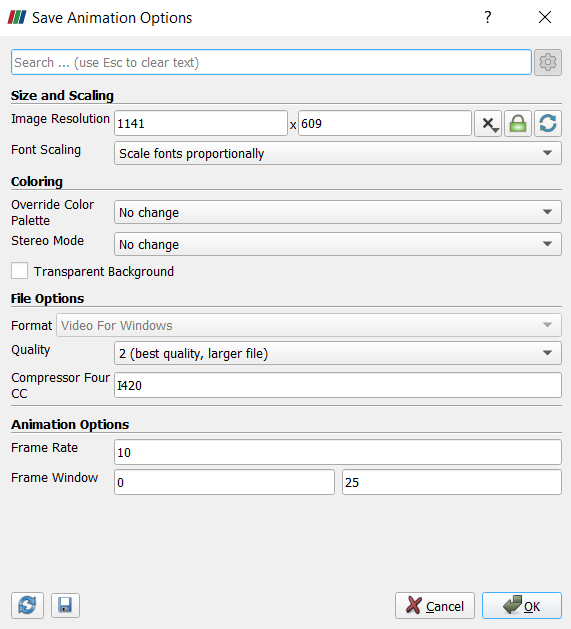 Save Animation Options
?
Search ... (use Esc to clear text)
Size and Scaling
Image Resolution 1141 x 609
Font Scaling Scale fonts proportionally
Coloring
Override Color
Palette No change
Stereo Mode No change
Transparent Background
File Options
Format Video For Windows
Quality 2 (best quality, larger file)
Compressor Four
CC I420
Animation Options
Frame Rate 10
Frame Window 0 25
Cancel OK